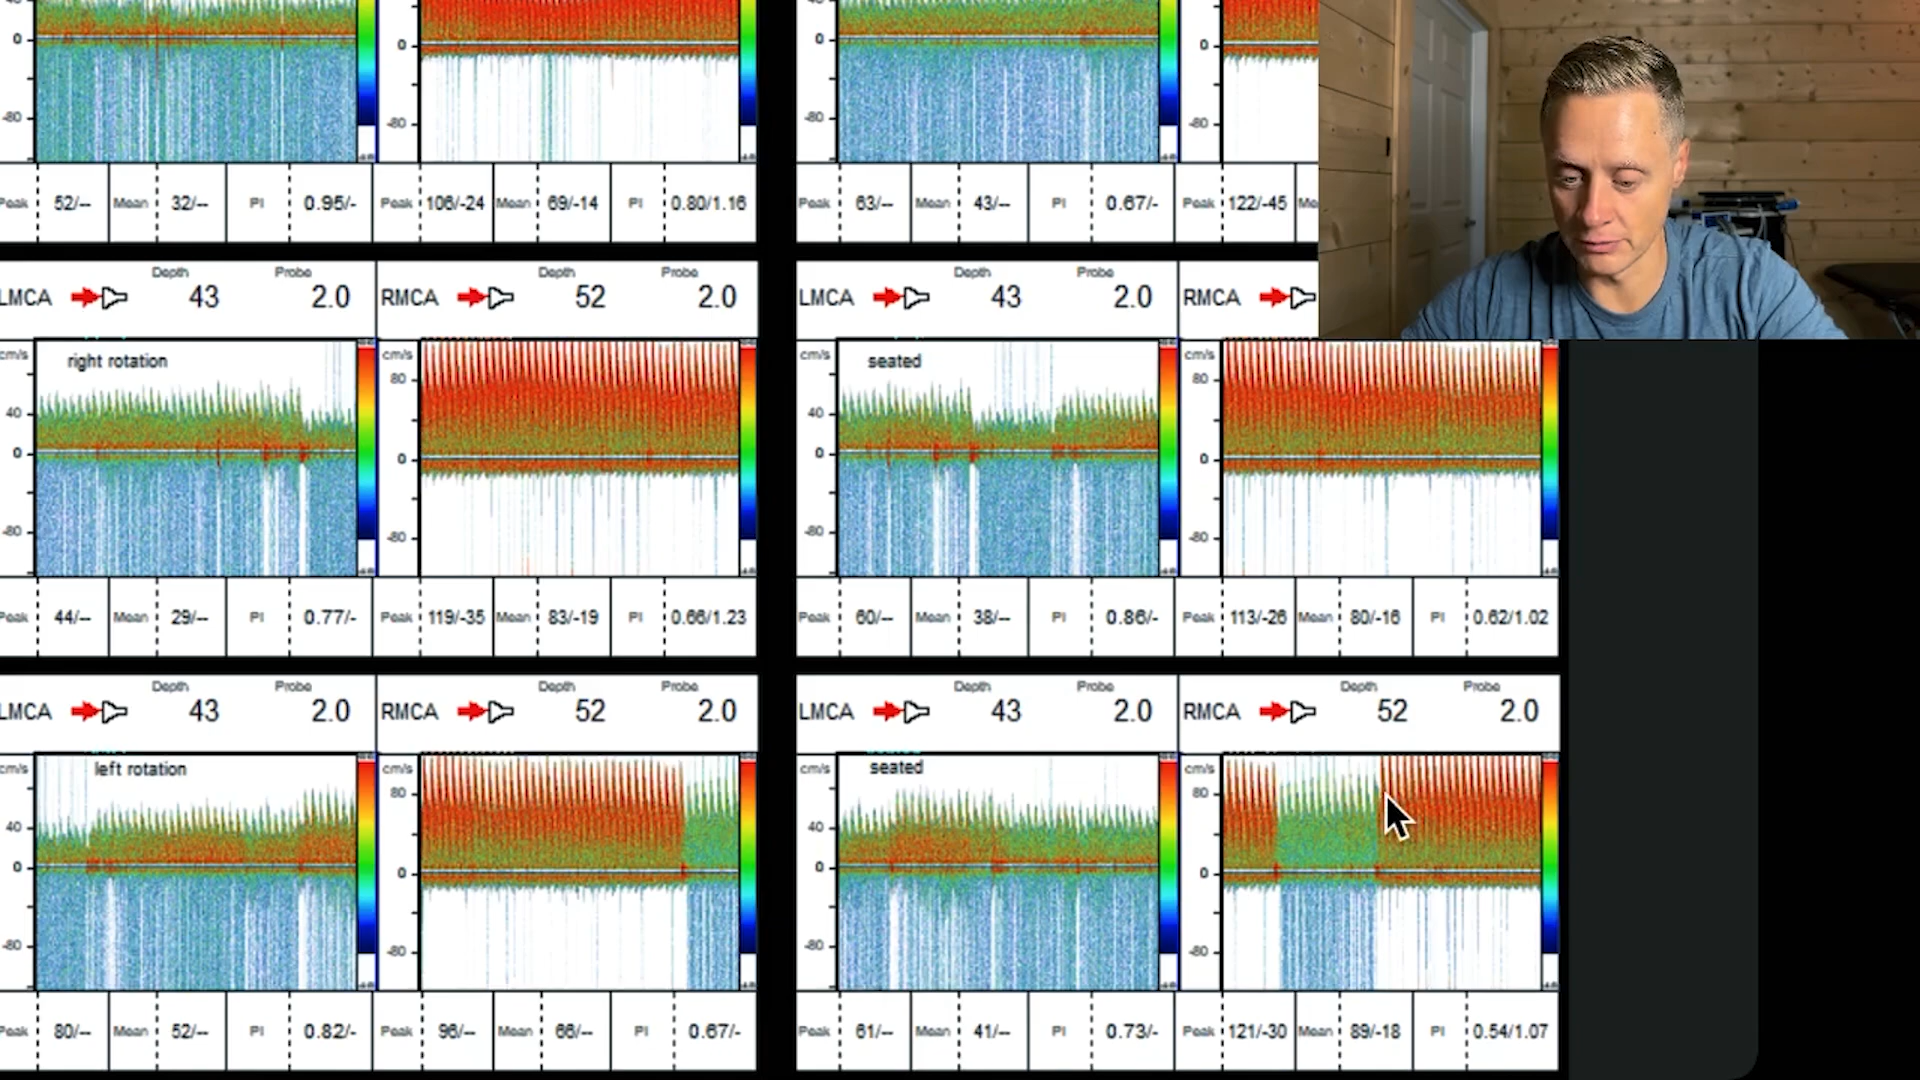 40
0 0 0 0
-80 -80 -80 -80
Peak 52/-- Mean 32/-- PI 0.95/- Peak 106/-24 Mean 69/-14 PI 0.80/1.16 Peak 63/-- Mean 43/-- PI 0.67/- Peak 122/-45
Depth Probe Depth Probe Depth Probe
LMCA 43 2.0 RMCA 52 2.0 LMCA 43 2.0 RMCA
cm/s right rotation cm/s 80 cm/s seated cm/s 80
40 40
0 0 0 0
-80 -80 -80 -80
Peak 44/-- Mean 29/-- PI 0.77/- Peak 119/-35 Mean 83/-19 PI 0.66/1.23 Peak 60/-- Mean 38/-- PI 0.86/- Peak 113/-26 Mean 80/-16 PI 0.62/1.02
Depth Probe Depth Probe Depth Probe Depth Probe
LMCA 43 2.0 RMCA 52 2.0 LMCA 43 2.0 RMCA 52 2.0
cm/s left rotation cm/s 80 cm/s seated cm/s 80
40 40
0 0 0 0
-80 -80 -80 -80
Peak 80/-- Mean 52/-- PI 0.82/- Peak 96/-- Mean 66/-- PI 0.67/- Peak 61/-- Mean 41/-- PI 0.73/- Peak 121/-30 Mean 89/-18 PI 0.54/1.07